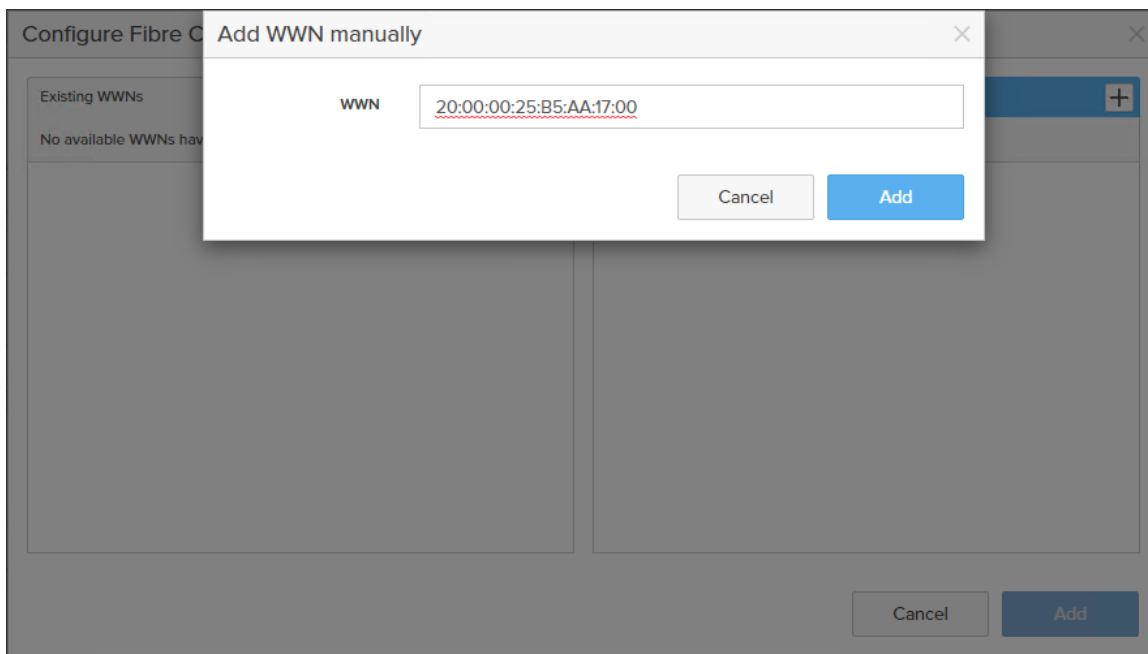 Configure Fibre C
Add WWN manually
Existing WWNs
No available WWNs hav
WWN
20:00:00:25:B5:AA:17:00
Cancel
Add
Cancel
Add